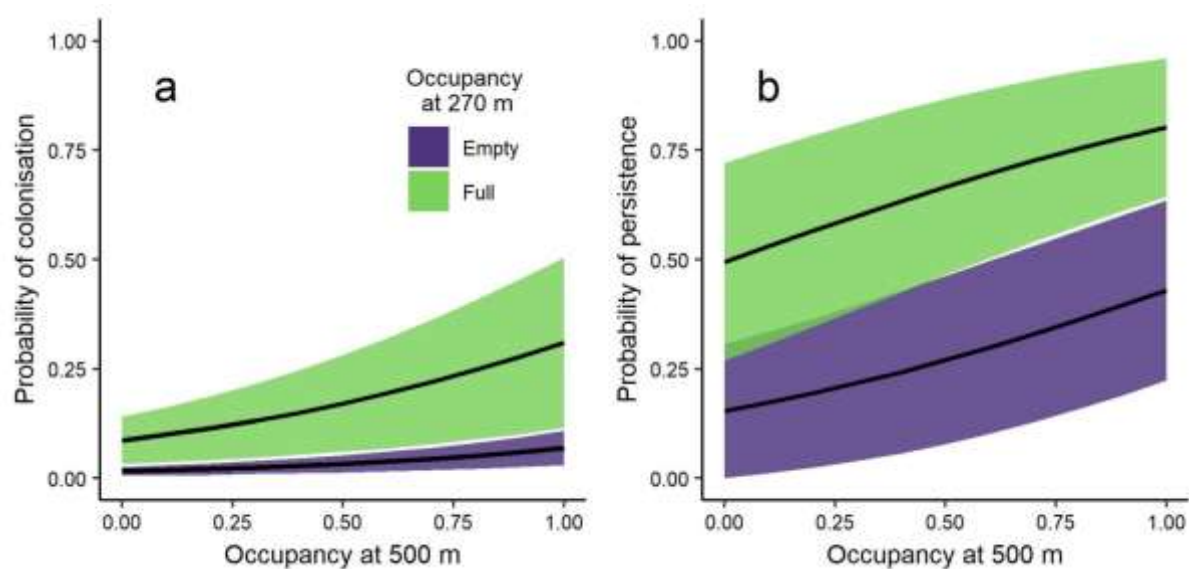 a
Probability of colonisation
1.00
0.75
0.50
0.25
0.00
0.00 0.25 0.50 0.75 1.00
Occupancy at 500 m
Occupancy
at 270 m
Empty
Full
b
Probability of persistence
1.00
0.75
0.50
0.25
0.00
0.00 0.25 0.50 0.75 1.00
Occupancy at 500 m